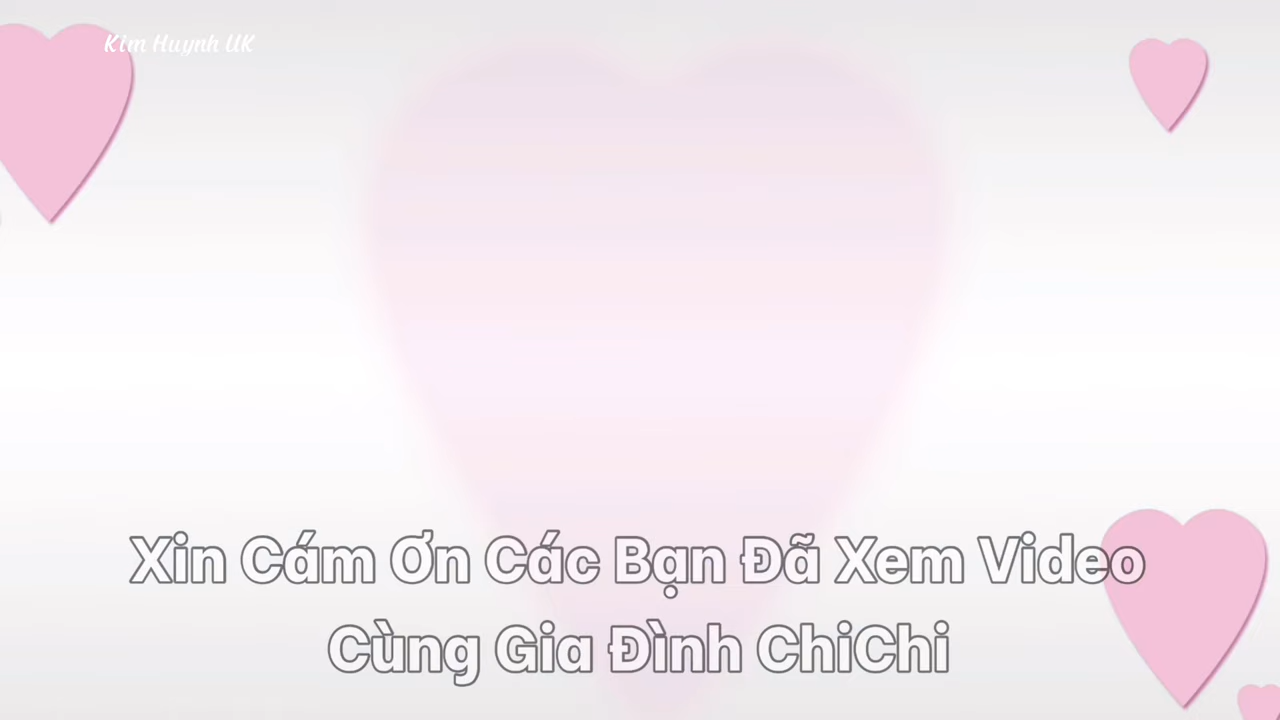 Kim Huynh UK
Xin Cám Ơn Các Bạn Đã Xem Video
Cùng Gia Đình ChiChi